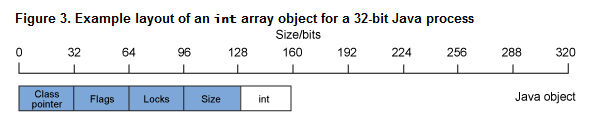 Figure 3. Example layout of an int array object for a 32-bit Java process
Size/bits
0 32 64 96 128 160 192 224 256 288 320
Class pointer Flags Locks Size int Java object